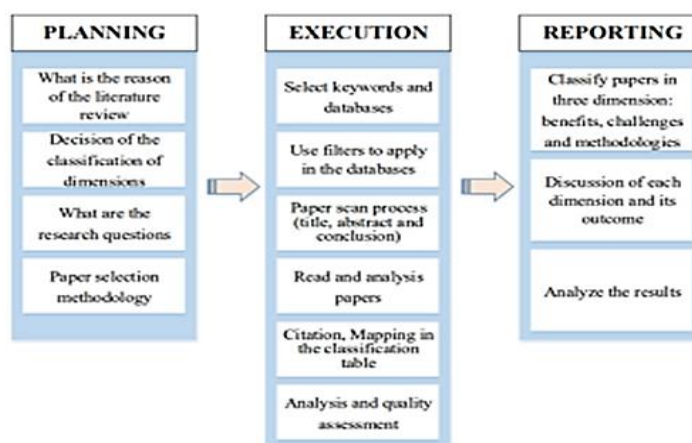 PLANNING
What is the reason
of the literature
review
Decision of the
classification of
dimensions
What are the
research questions
Paper selection
methodology
EXECUTION
Select keywords and
databases
Use filters to apply
in the databases
Paper scan process
(title, abstract and
conclusion)
Read and analysis
papers
Citation, Mapping in
the classification
table
Analysis and quality
assessment
REPORTING
Classify papers in
three dimension:
benefits, challenges
and methodologies
Discussion of each
dimension and its
outcome
Analyze the results